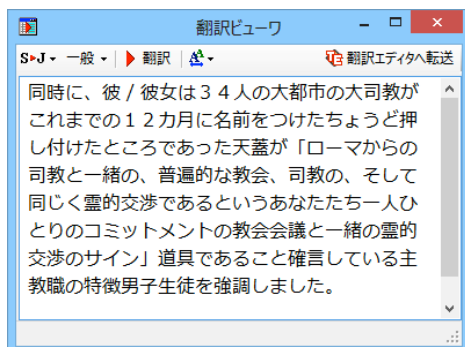 翻訳ビューワ
S▸J 一般 翻訳 翻訳エディタへ転送
同時に、彼 / 彼女は３４人の大都市の大司教が
これまでの１２カ月に名前をつけたちょうど押
し付けたところであった天蓋が「ローマからの
司教と一緒の、普遍的な教会、司教の、そして
同じく霊的交渉であるというあなたたち一人ひ
とりのコミットメントの教会会議と一緒の霊的
交渉のサイン」道具であること確言している主
教職の特徴男子生徒を強調しました。